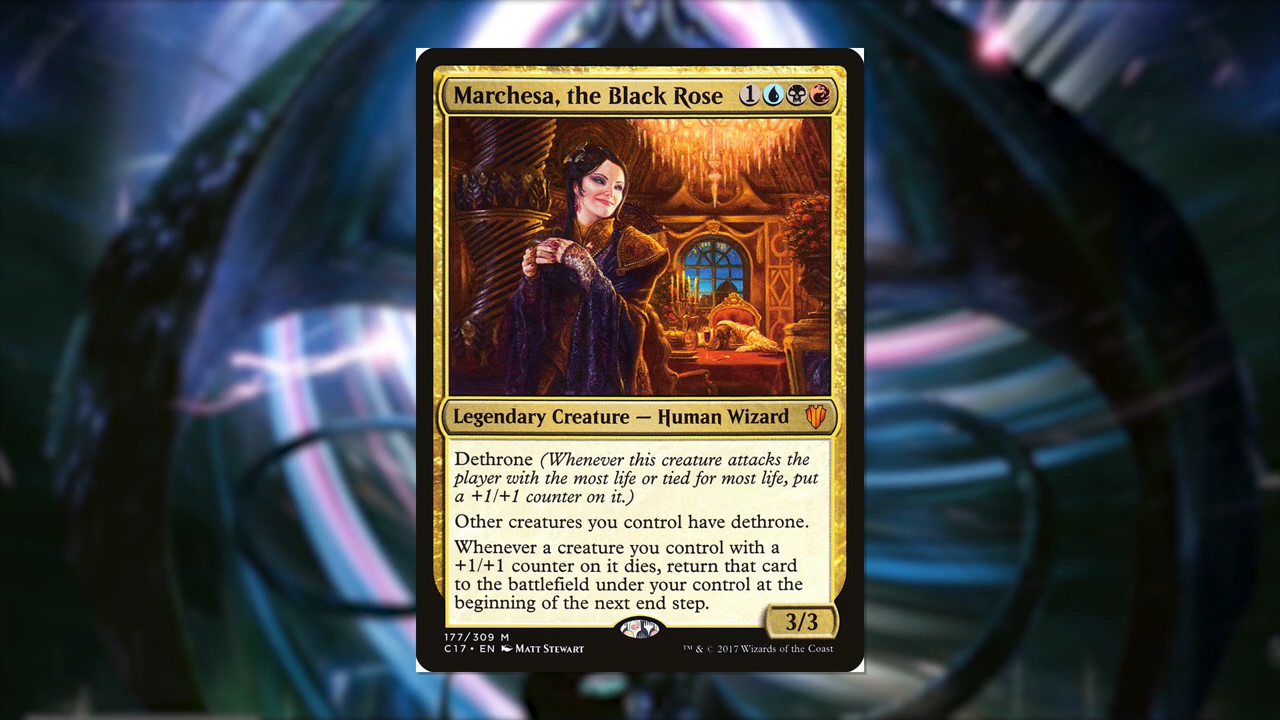 Marchesa, the Black Rose 1
Legendary Creature — Human Wizard
Dethrone (Whenever this creature attacks the
player with the most life or tied for most life, put
a +1/+1 counter on it.)
Other creatures you control have dethrone.
Whenever a creature you control with a
+1/+1 counter on it dies, return that card
to the battlefield under your control at the
beginning of the next end step.
3/3
177/309 M
C17 • EN Matt Stewart
™ & © 2017 Wizards of the Coast